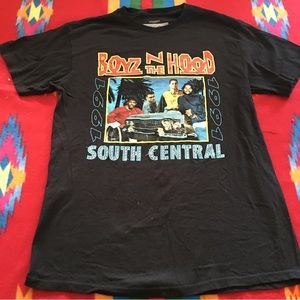 BOYZ N THE HOOD
1991
1991
SOUTH CENTRAL